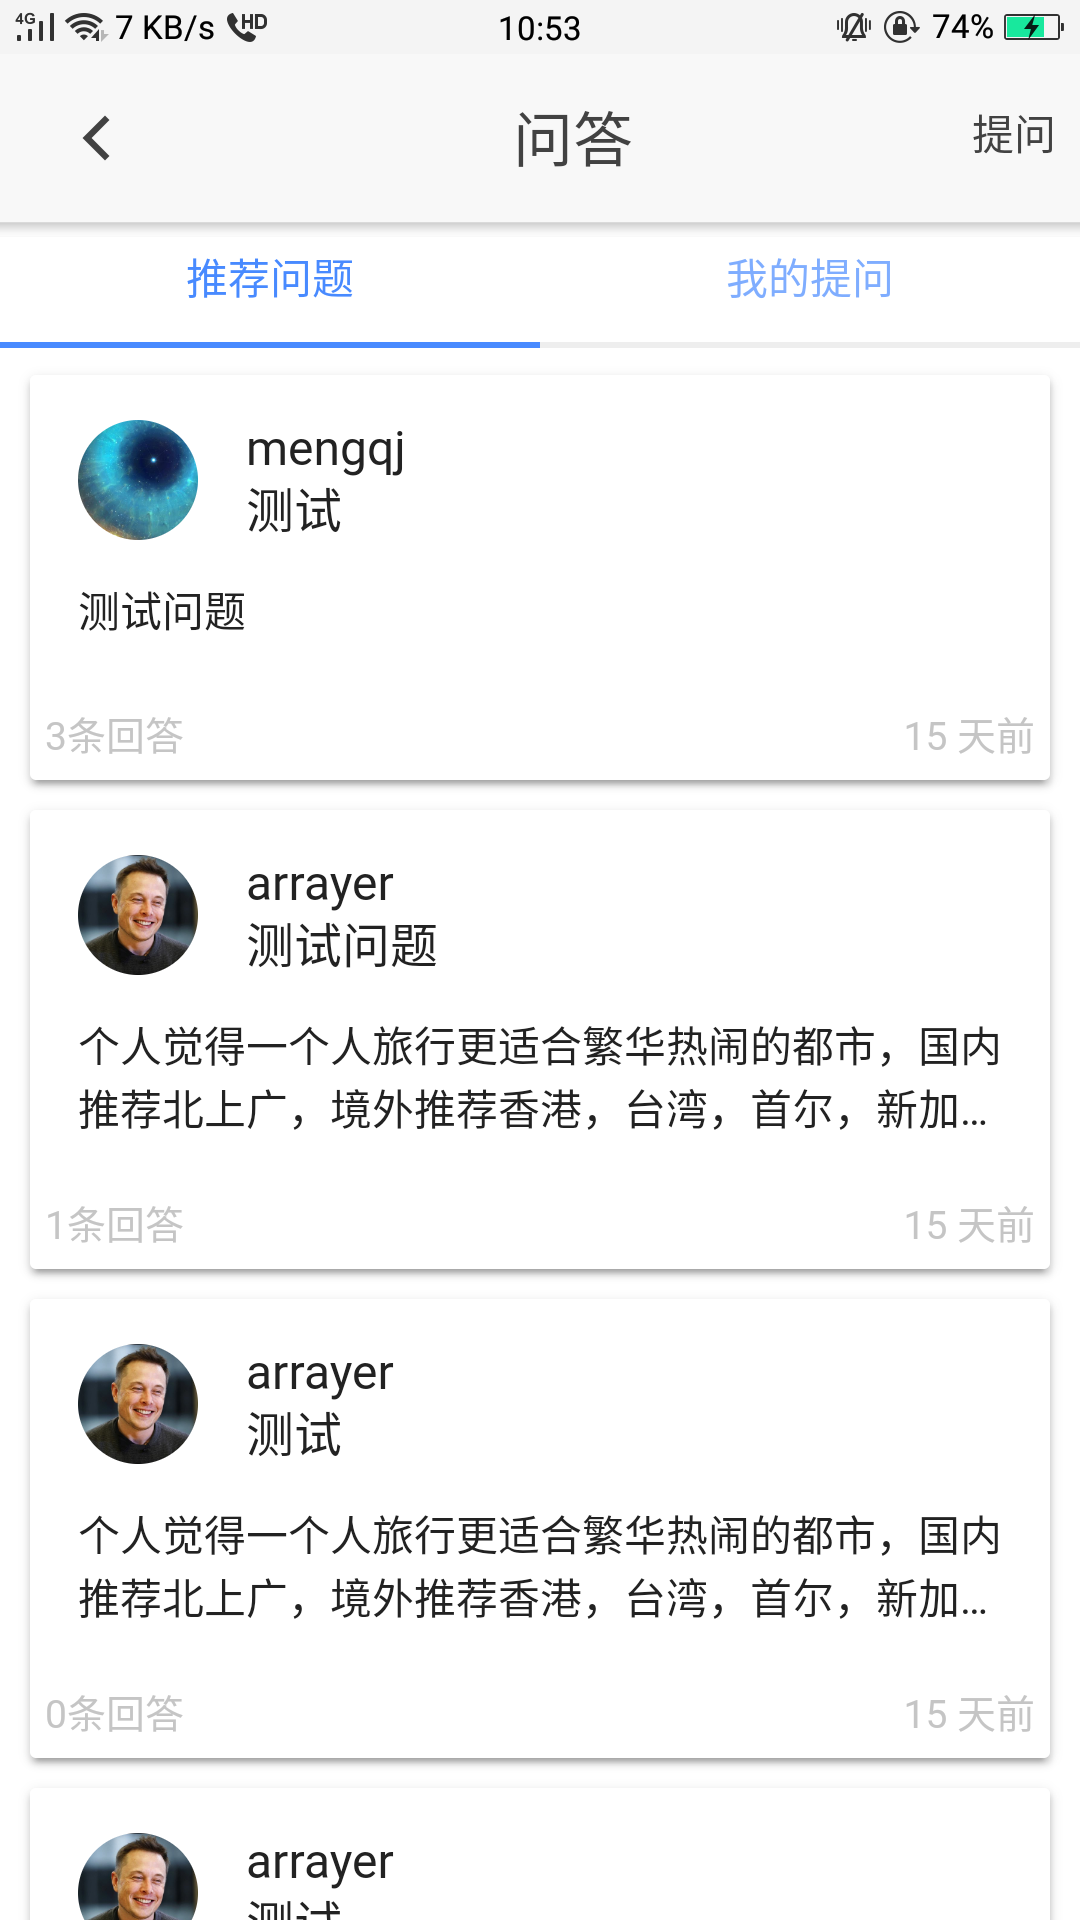 4G 7 KB/s HD 10:53 74%
问答 提问
推荐问题 我的提问
mengqj
测试
测试问题
3条回答 15 天前
arrayer
测试问题
个人觉得一个人旅行更适合繁华热闹的都市，国内
推荐北上广，境外推荐香港，台湾，首尔，新加...
1条回答 15 天前
arrayer
测试
个人觉得一个人旅行更适合繁华热闹的都市，国内
推荐北上广，境外推荐香港，台湾，首尔，新加...
0条回答 15 天前
arrayer
测试